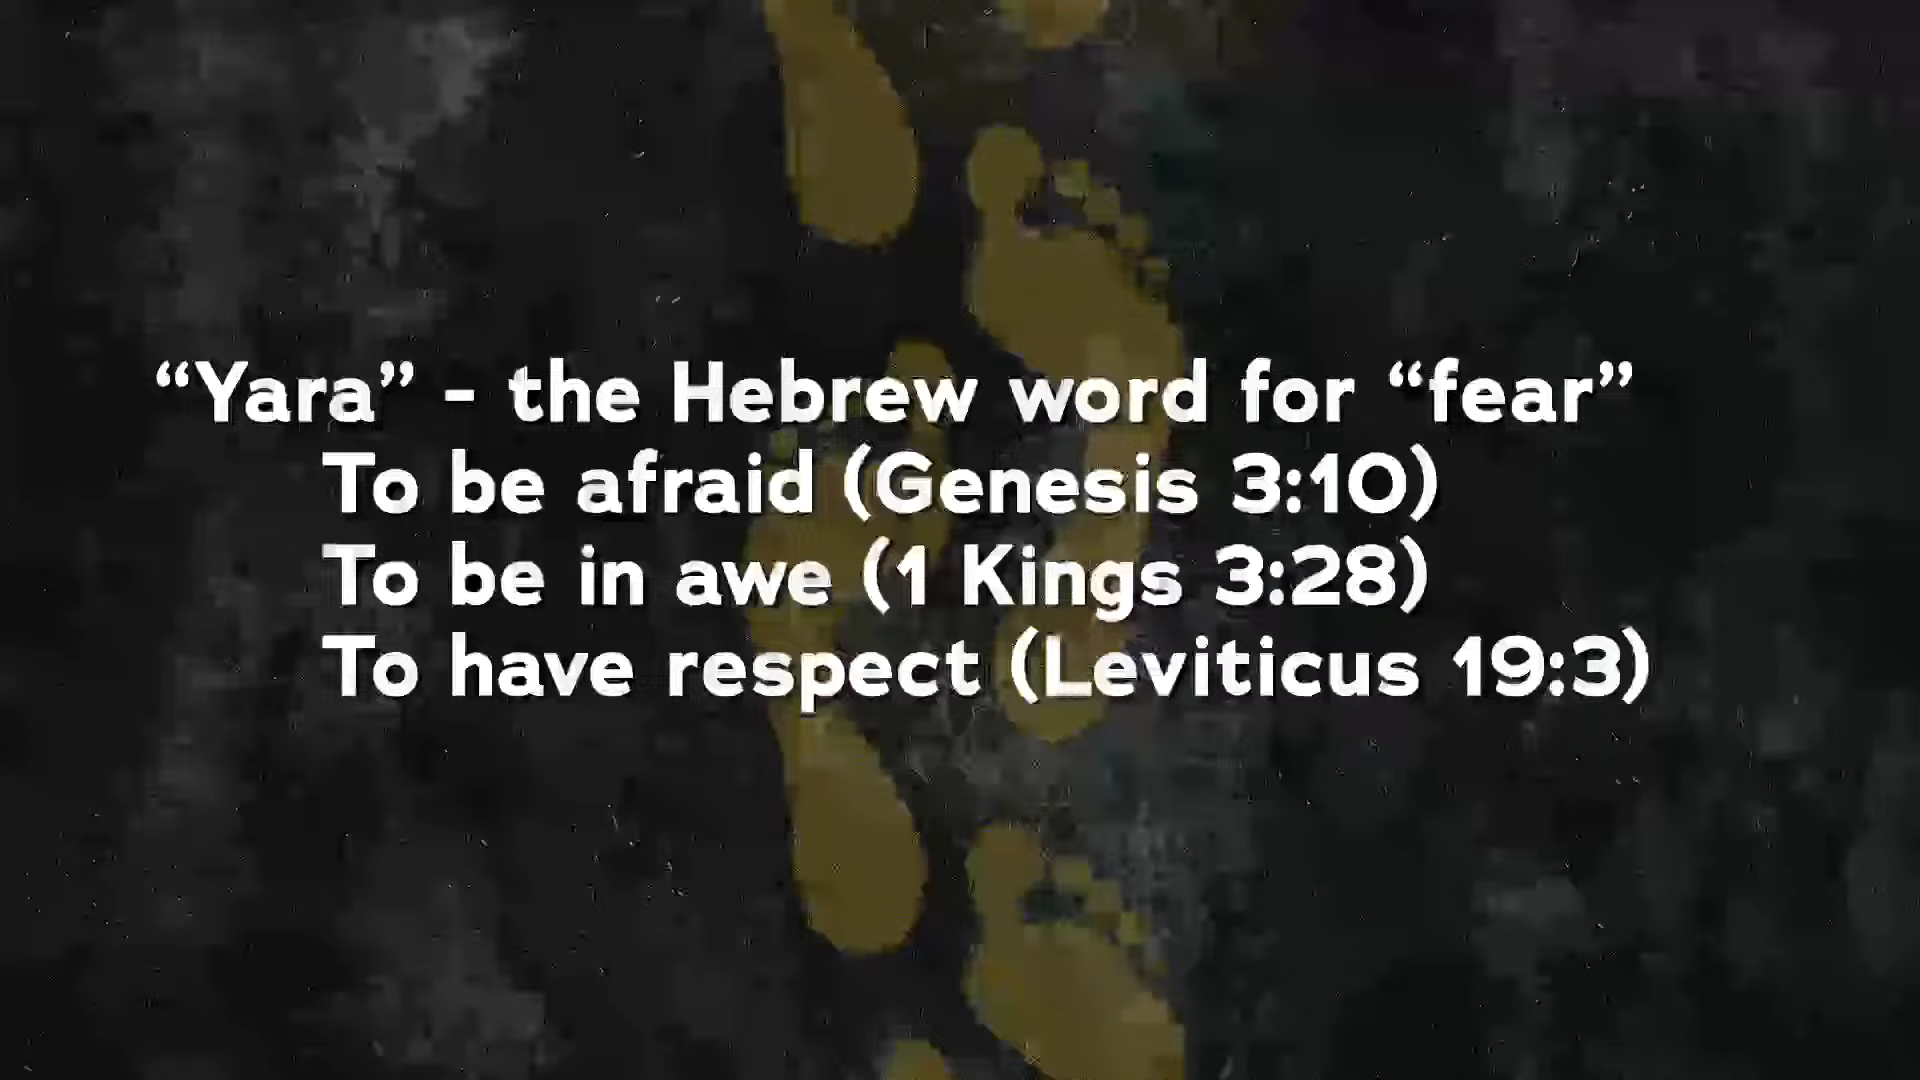 “Yara” - the Hebrew word for “fear”
To be afraid (Genesis 3:10)
To be in awe (1 Kings 3:28)
To have respect (Leviticus 19:3)